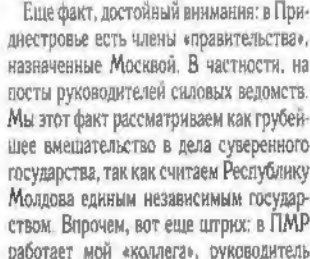 Еще факт, достойный внимания: в При-
днестровье есть члены «правительства»,
назначенные Москвой. В частности, на
посты руководителей силовых ведомств.
Мы этот факт рассматриваем как грубей-
шее вмешательство в дела суверенного
государства, так как считаем Республику
Молдова единым независимым государ-
ством. Впрочем, вот еще штрих: в ПМР
работает мой «коллега», руководитель